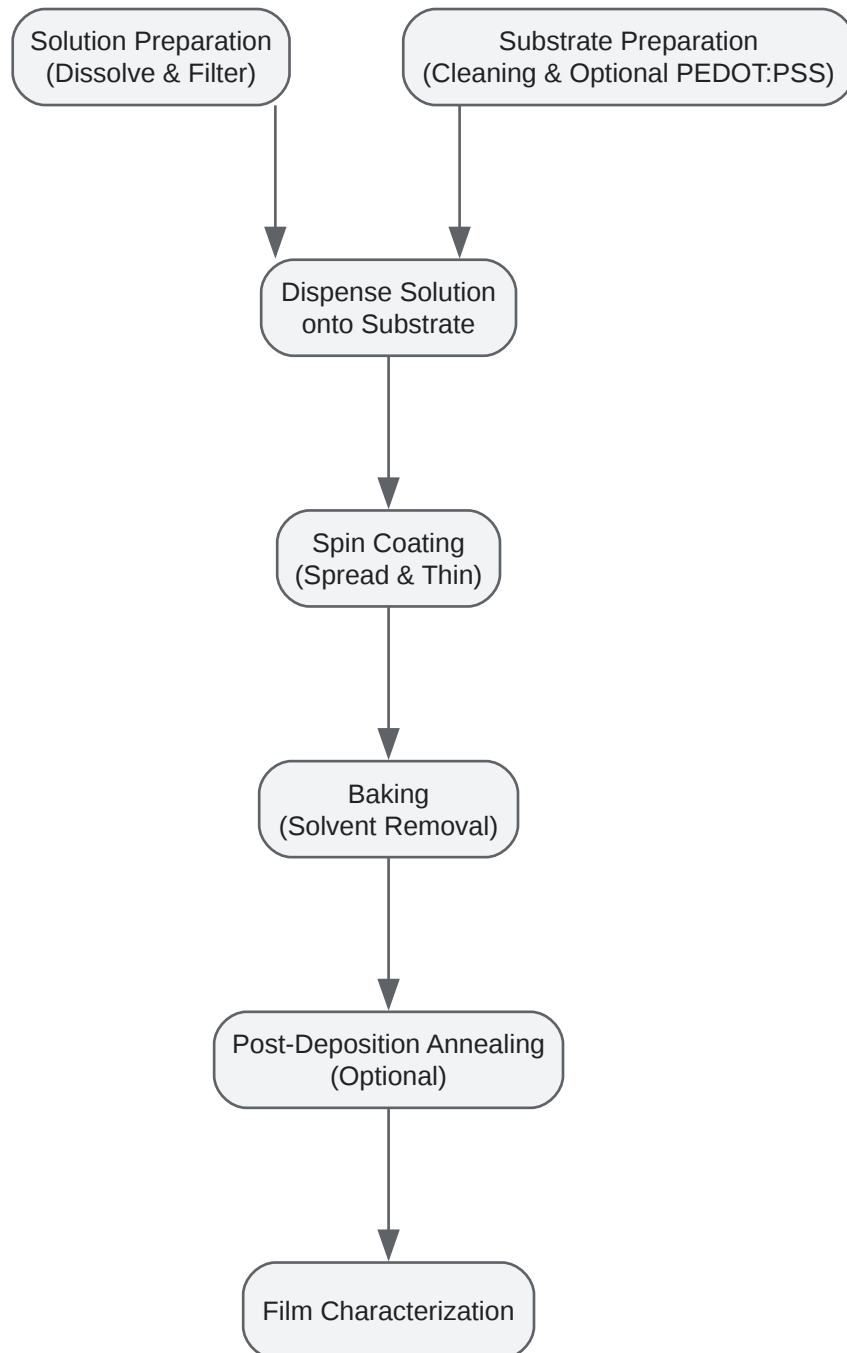 Solution Preparation
(Dissolve & Filter)
Substrate Preparation
(Cleaning & Optional PEDOT:PSS)
Dispense Solution
onto Substrate
Spin Coating
(Spread & Thin)
Baking
(Solvent Removal)
Post-Deposition Annealing
(Optional)
Film Characterization